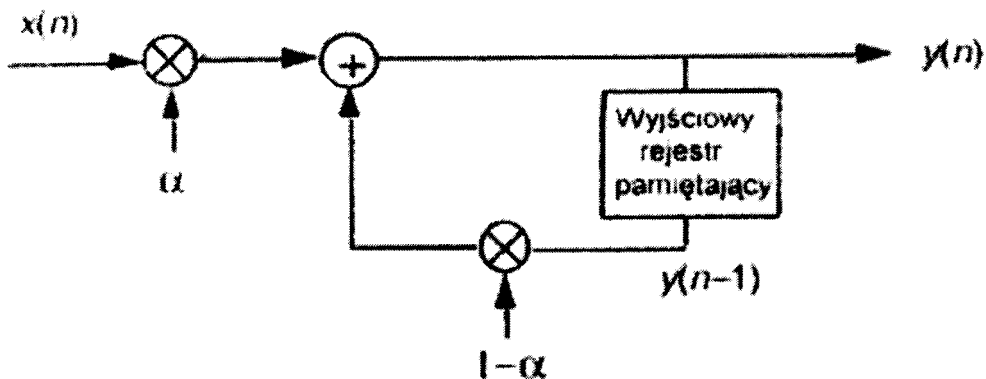 x(n)
y(n)
+
Wyjściowy
rejestr
pamiętający
α
y(n−1)
1−α